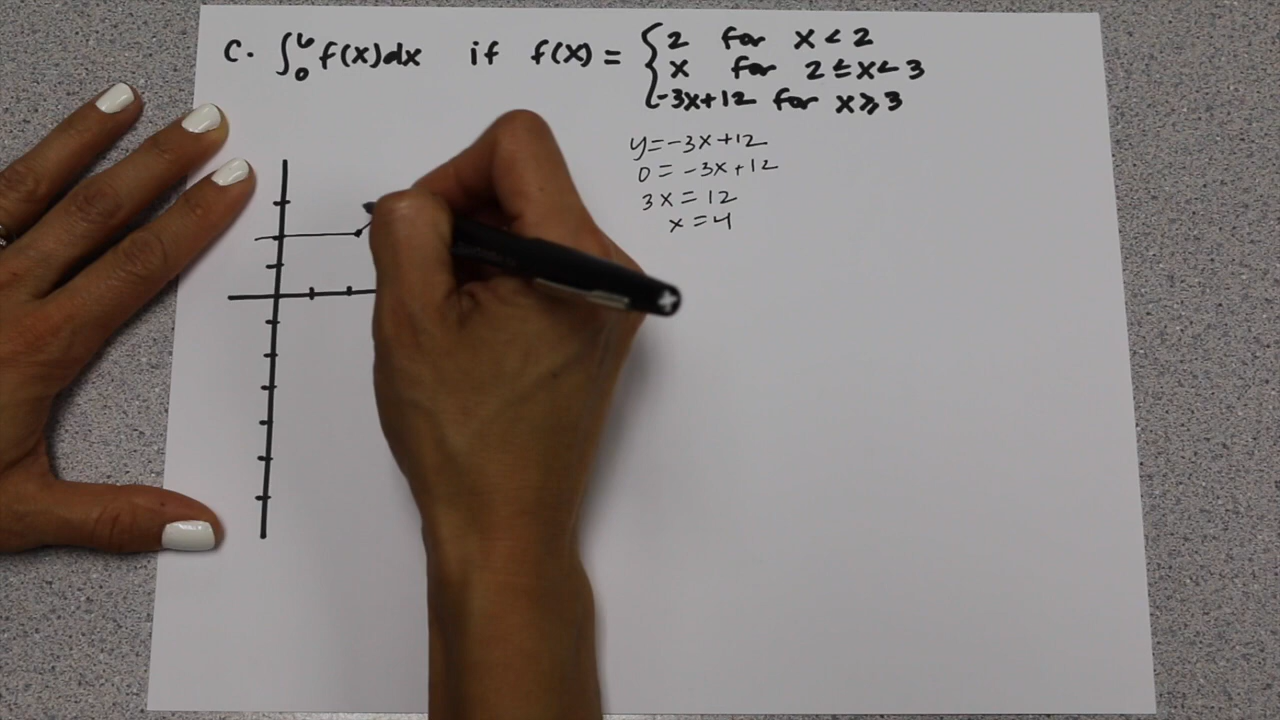 C. ∫₀⁶ f(x)dx if f(x) = { 2 for x < 2
x for 2 ≤ x < 3
-3x+12 for x ≥ 3
y = -3x+12
0 = -3x+12
3x = 12
x = 4